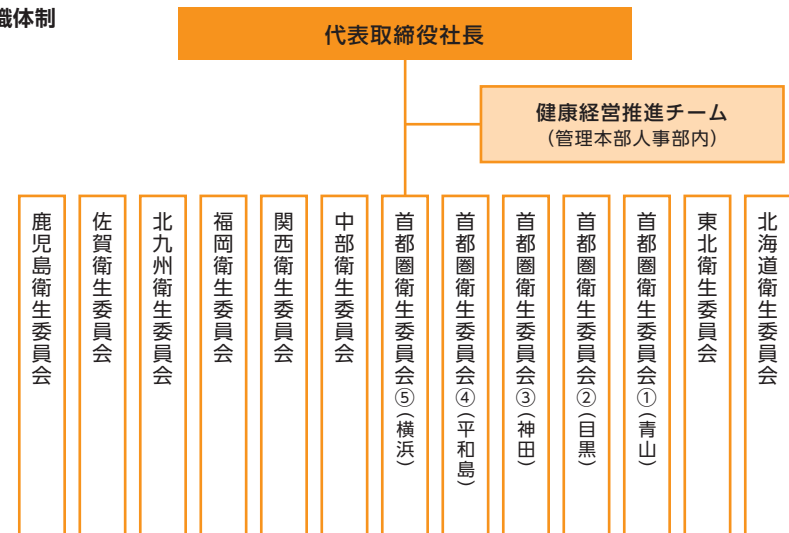 織体制
代表取締役社長
健康経営推進チーム
（管理本部人事部内）
北海道衛生委員会
東北衛生委員会
首都圏衛生委員会①（青山）
首都圏衛生委員会②（目黒）
首都圏衛生委員会③（神田）
首都圏衛生委員会④（平和島）
首都圏衛生委員会⑤（横浜）
中部衛生委員会
関西衛生委員会
福岡衛生委員会
北九州衛生委員会
佐賀衛生委員会
鹿児島衛生委員会